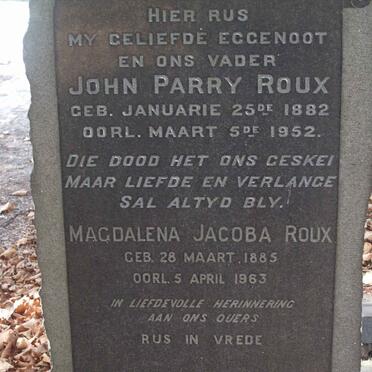 HIER RUS
MY GELIEFDE EGGENOOT
EN ONS VADER
JOHN PARRY ROUX
GEB. JANUARIE 25DE 1882
OORL. MAART 5DE 1952.
DIE DOOD HET ONS GESKEI
MAAR LIEFDE EN VERLANGE
SAL ALTYD BLY.
MAGDALENA JACOBA ROUX
GEB. 28 MAART 1885
OORL. 5 APRIL 1963
IN LIEFDEVOLLE HERINNERING
AAN ONS OUERS
RUS IN VREDE